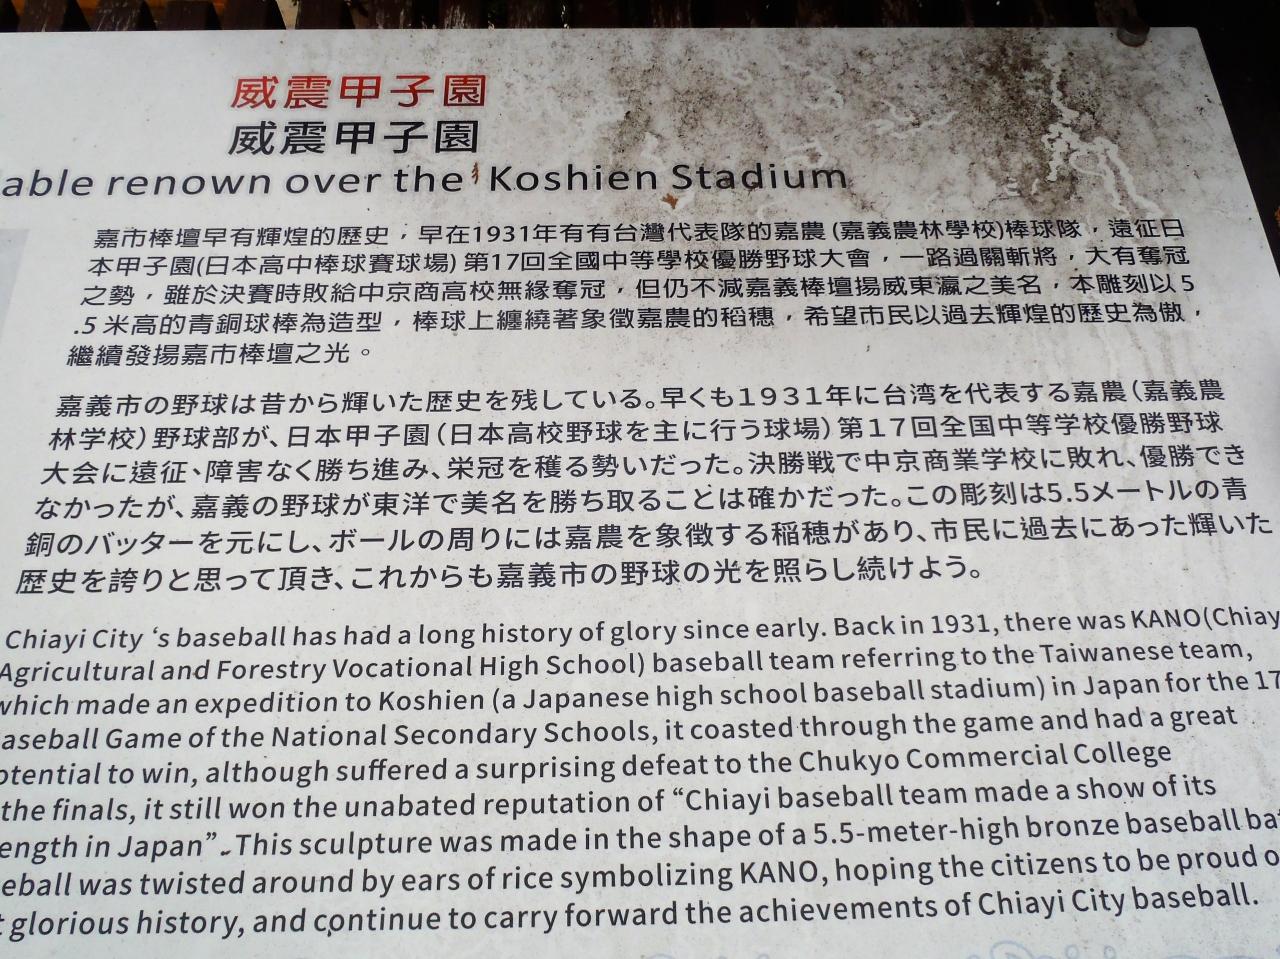 威震甲子園
威震甲子園
able renown over the Koshien Stadium
嘉市棒壇早有輝煌的歷史；早在1931年有有台灣代表隊的嘉農(嘉義農林學校)棒球隊，遠征日
本甲子園(日本高中棒球賽球場)第17回全國中等學校優勝野球大會，一路過關斬將，大有奪冠
之勢，雖於決賽時敗給中京商高校無緣奪冠，但仍不減嘉義棒壇揚威東瀛之美名，本雕刻以5
.5米高的青銅球棒為造型，棒球上纏繞著象徵嘉農的稻穗，希望市民以過去輝煌的歷史為傲，
繼續發揚嘉市棒壇之光。
嘉義市の野球は昔から輝いた歴史を残している。早くも1931年に台湾を代表する嘉農(嘉義農
林学校)野球部が、日本甲子園(日本高校野球を主に行う球場)第17回全国中等学校優勝野球
大会に遠征、障害なく勝ち進み、栄冠を穫る勢いだった。決勝戦で中京商業学校に敗れ、優勝でき
なかったが、嘉義の野球が東洋で美名を勝ち取ることは確かだった。この彫刻は5.5メートルの青
銅のバッターを元にし、ボールの周りには嘉農を象徴する稲穂があり、市民に過去にあった輝いた
歴史を誇りと思って頂き、これからも嘉義市の野球の光を照らし続けよう。
Chiayi City 's baseball has had a long history of glory since early. Back in 1931, there was KANO(Chiay
Agricultural and Forestry Vocational High School) baseball team referring to the Taiwanese team,
which made an expedition to Koshien (a Japanese high school baseball stadium) in Japan for the 17
aseball Game of the National Secondary Schools, it coasted through the game and had a great
otential to win, although suffered a surprising defeat to the Chukyo Commercial College
the finals, it still won the unabated reputation of “Chiayi baseball team made a show of its
ength in Japan”. This sculpture was made in the shape of a 5.5-meter-high bronze baseball bat
eball was twisted around by ears of rice symbolizing KANO, hoping the citizens to be proud o
t glorious history, and continue to carry forward the achievements of Chiayi City baseball.